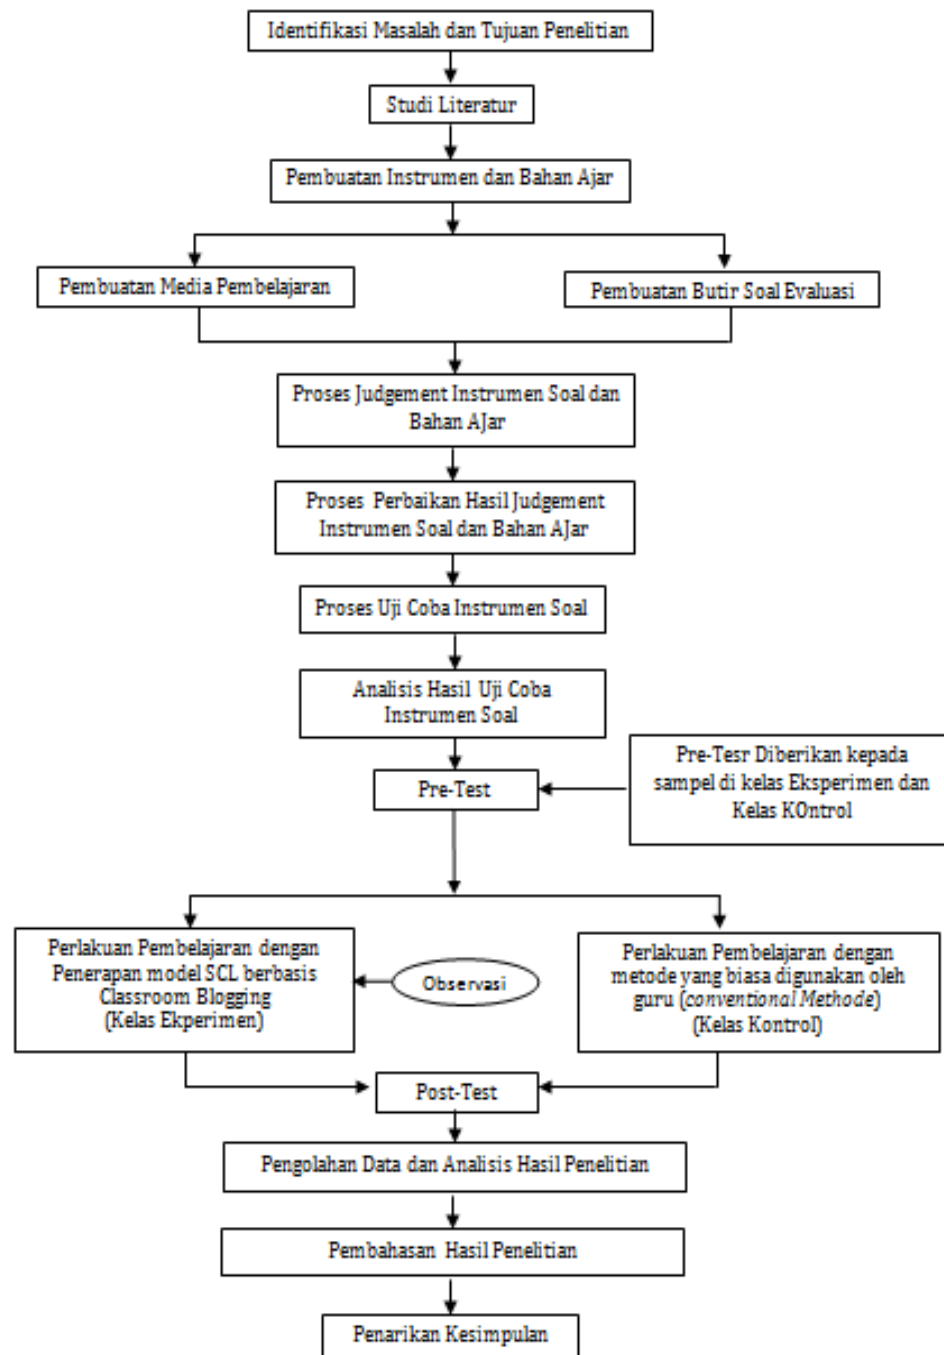 Identifikasi Masalah dan Tujuan Penelitian
Studi Literatur
Pembuatan Instrumen dan Bahan Ajar
Pembuatan Media Pembelajaran
Pembuatan Butir Soal Evaluasi
Proses Judgement Instrumen Soal dan
Bahan AJar
Proses Perbaikan Hasil Judgement
Instrumen Soal dan Bahan AJar
Proses Uji Coba Instrumen Soal
Analisis Hasil Uji Coba
Instrumen Soal
Pre-Test
Pre-Tesr Diberikan kepada
sampel di kelas Eksperimen dan
Kelas KOntrol
Perlakuan Pembelajaran dengan
Penerapan model SCL berbasis
Classroom Blogging
(Kelas Ekperimen)
Observasi
Perlakuan Pembelajaran dengan
metode yang biasa digunakan oleh
guru (conventional Methode)
(Kelas Kontrol)
Post-Test
Pengolahan Data dan Analisis Hasil Penelitian
Pembahasan Hasil Penelitian
Penarikan Kesimpulan